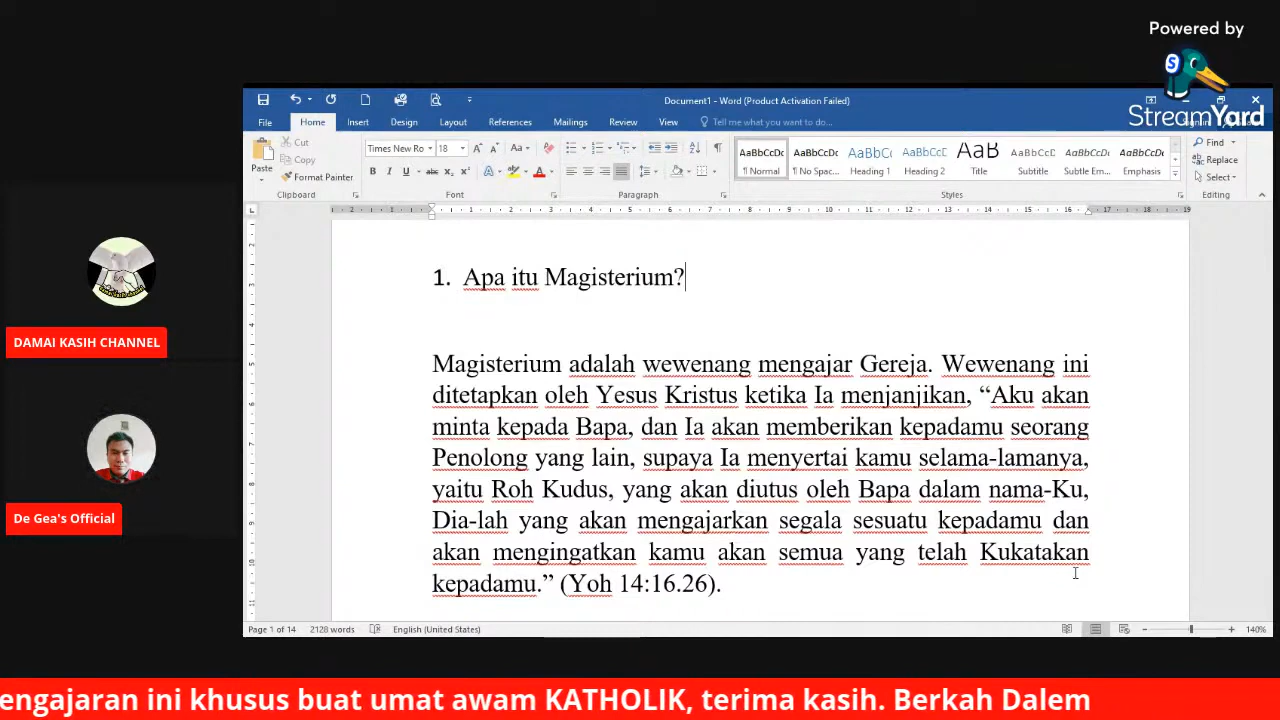 Powered by
StreamYard
Document1 - Word (Product Activation Failed)
File Home Insert Design Layout References Mailings Review View Tell me what you want to do...
Paste
Cut
Copy
Format Painter
Clipboard
Times New Ro 18
Font
Paragraph
AaBbCcDc AaBbCcDc AaBbC AaBbCcC AaB AaBbCcD AaBbCcDc AaBbCcDc
¶ Normal ¶ No Spac... Heading 1 Heading 2 Title Subtitle Subtle Em... Emphasis
Styles
Find
Replace
Select
Editing
1. Apa itu Magisterium?
Magisterium adalah wewenang mengajar Gereja. Wewenang ini
ditetapkan oleh Yesus Kristus ketika Ia menjanjikan, “Aku akan
minta kepada Bapa, dan Ia akan memberikan kepadamu seorang
Penolong yang lain, supaya Ia menyertai kamu selama-lamanya,
yaitu Roh Kudus, yang akan diutus oleh Bapa dalam nama-Ku,
Dia-lah yang akan mengajarkan segala sesuatu kepadamu dan
akan mengingatkan kamu akan semua yang telah Kukatakan
kepadamu.” (Yoh 14:16.26).
Page 1 of 14 2128 words English (United States) 140%
DAMAI KASIH CHANNEL
De Gea's Official
engajaran ini khusus buat umat awam KATHOLIK, terima kasih. Berkah Dalem